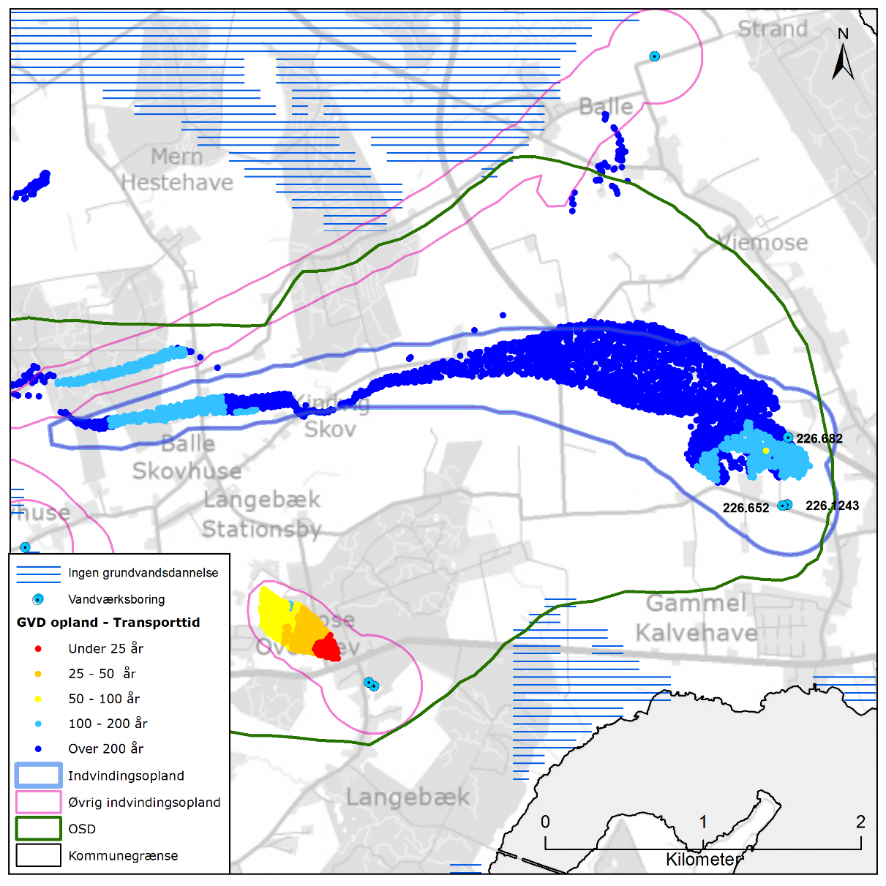 Strand
N
Balle
Mern
Hestehave
Viemose
Skov
226.682
Balle
Skovhuse
Langebæk
Stationsby
226.652
226.1243
huse
Gammel
Kalvehave
Langebæk
Ingen grundvandsdannelse
Vandværksboring
GVD opland - Transporttid
Under 25 år
25 - 50 år
50 - 100 år
100 - 200 år
Over 200 år
Indvindingsopland
Øvrig indvindingsopland
OSD
Kommunegrænse
0 1 2
Kilometer